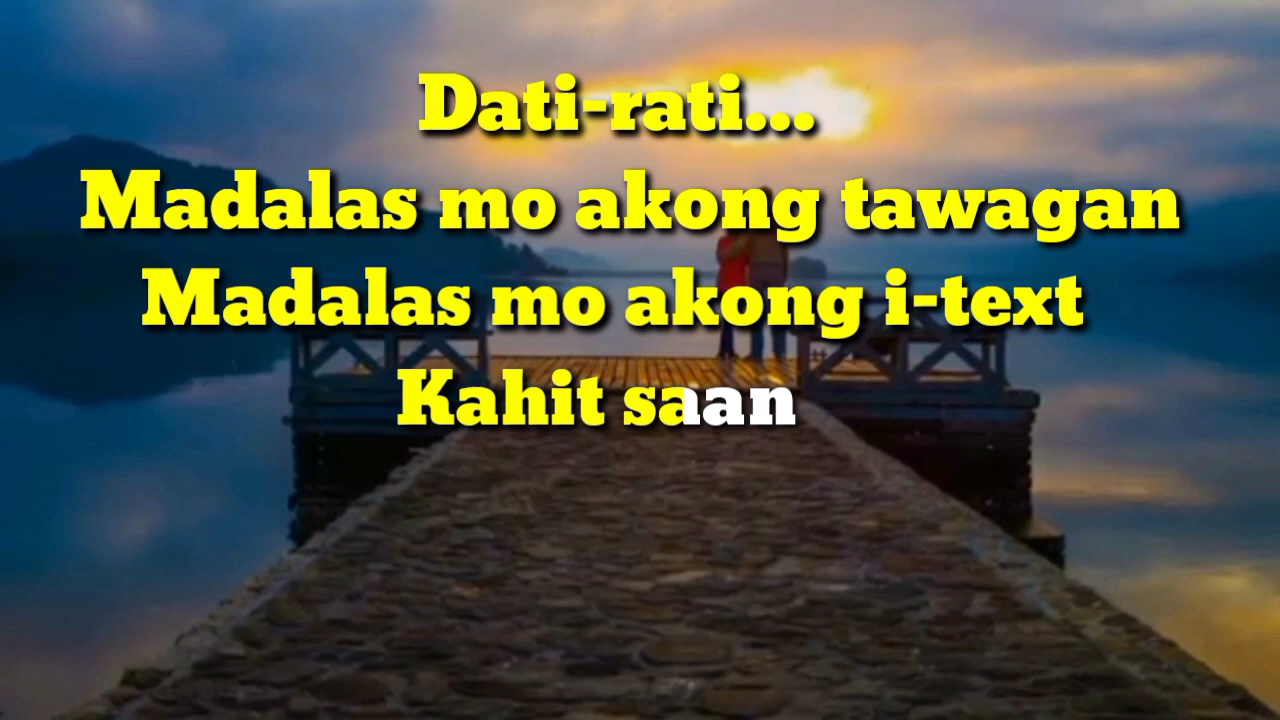 Dati-rati...
Madalas mo akong tawagan
Madalas mo akong i-text
Kahit saan